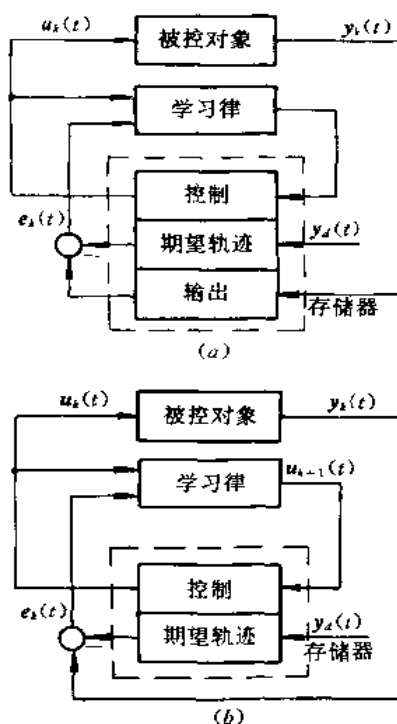 u_k(t) 被控对象 y_k(t)
学习律
控制
e_k(t) 期望轨迹 y_d(t)
输出 存储器
(a)
u_k(t) 被控对象 y_k(t)
学习律 u_{k+1}(t)
控制
e_k(t) 期望轨迹 y_d(t)
存储器
(b)